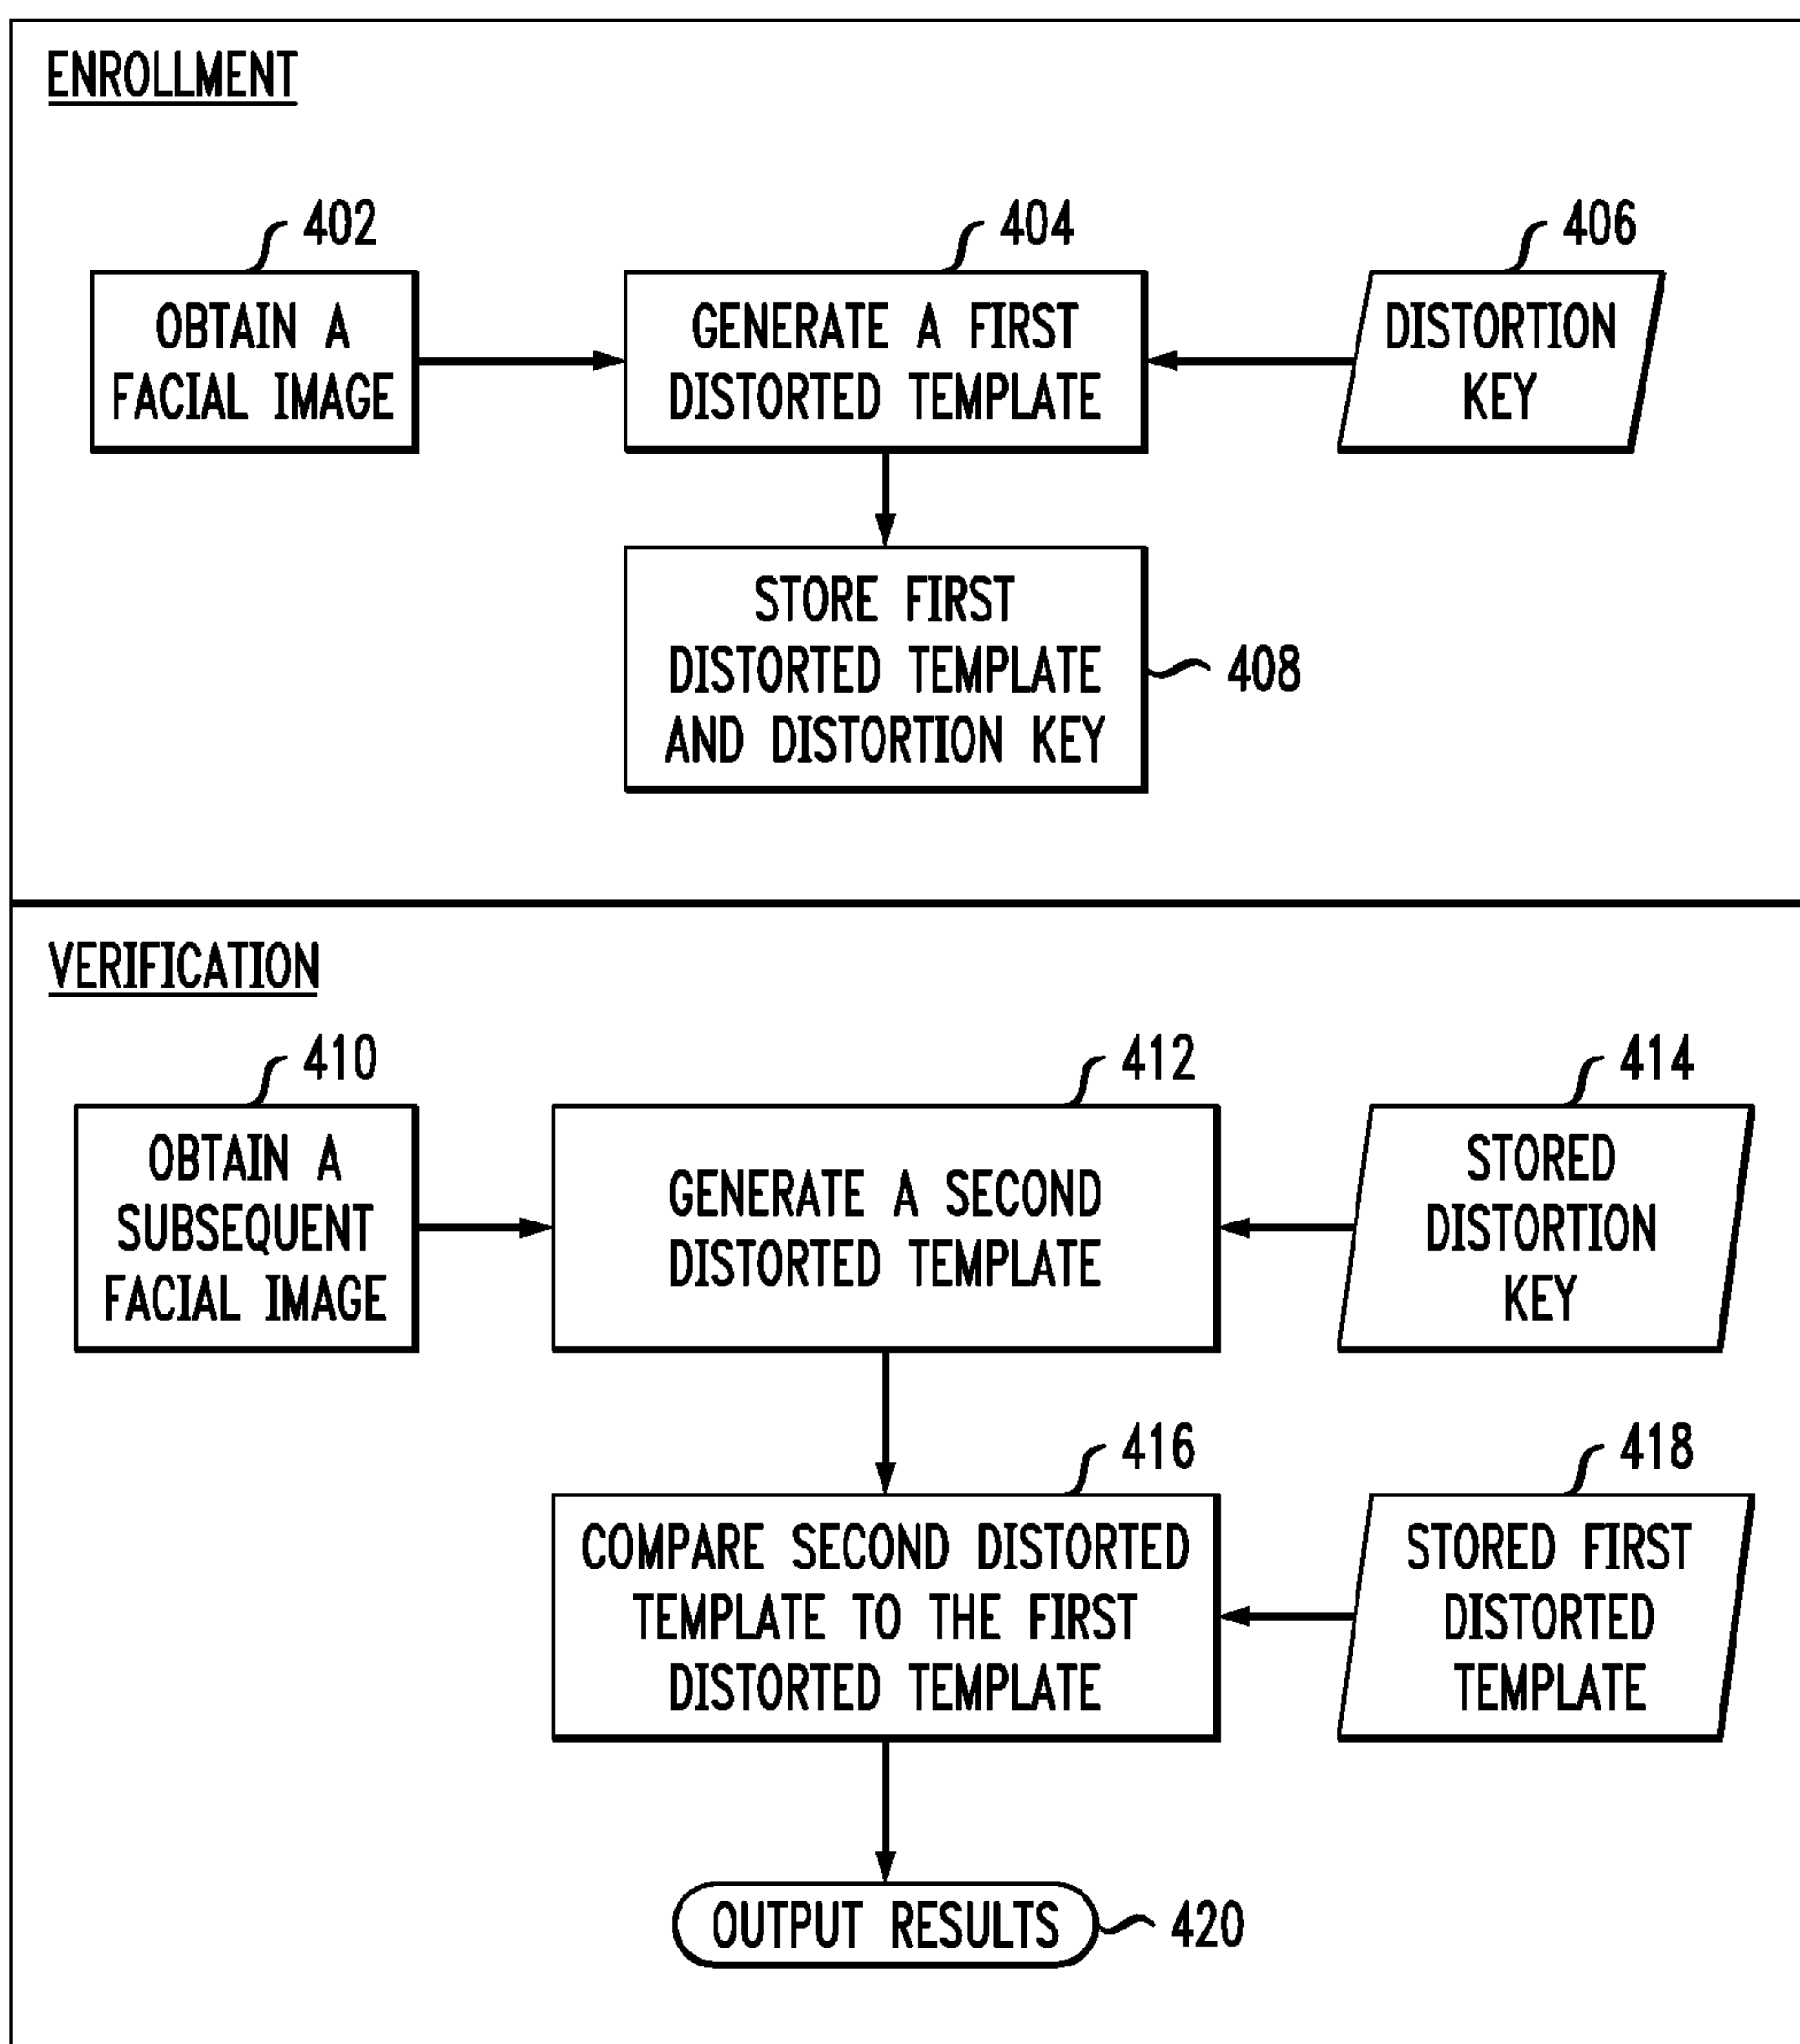 ENROLLMENT
402
OBTAIN A
FACIAL IMAGE
404
GENERATE A FIRST
DISTORTED TEMPLATE
406
DISTORTION
KEY
STORE FIRST
DISTORTED TEMPLATE
AND DISTORTION KEY
408
VERIFICATION
410
OBTAIN A
SUBSEQUENT
FACIAL IMAGE
412
GENERATE A SECOND
DISTORTED TEMPLATE
414
STORED
DISTORTION
KEY
416
COMPARE SECOND DISTORTED
TEMPLATE TO THE FIRST
DISTORTED TEMPLATE
418
STORED FIRST
DISTORTED
TEMPLATE
OUTPUT RESULTS
420